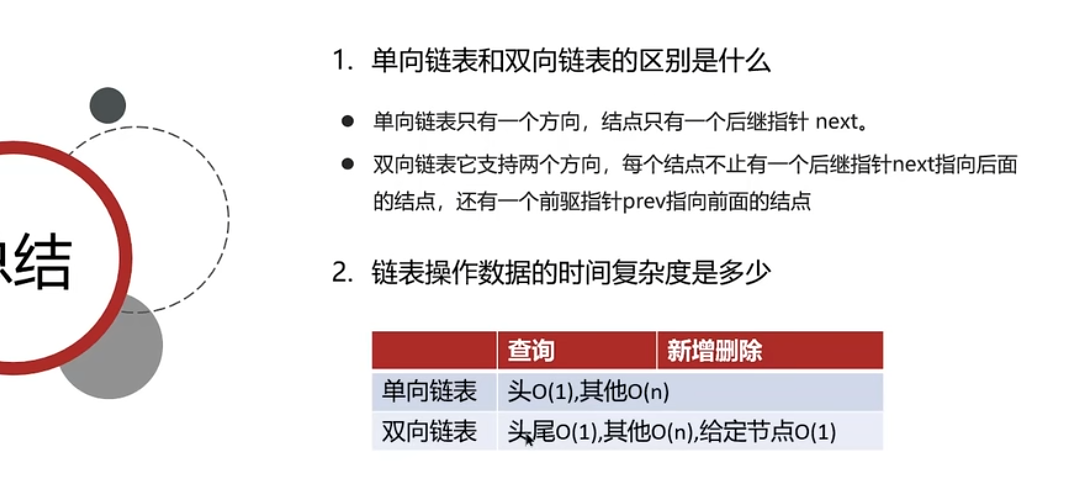 1. 单向链表和双向链表的区别是什么
● 单向链表只有一个方向，结点只有一个后继指针 next。
● 双向链表它支持两个方向，每个结点不止有一个后继指针next指向后面
的结点，还有一个前驱指针prev指向前面的结点
结
2. 链表操作数据的时间复杂度是多少
查询 新增删除
单向链表 头O(1),其他O(n)
双向链表 头尾O(1),其他O(n),给定节点O(1)